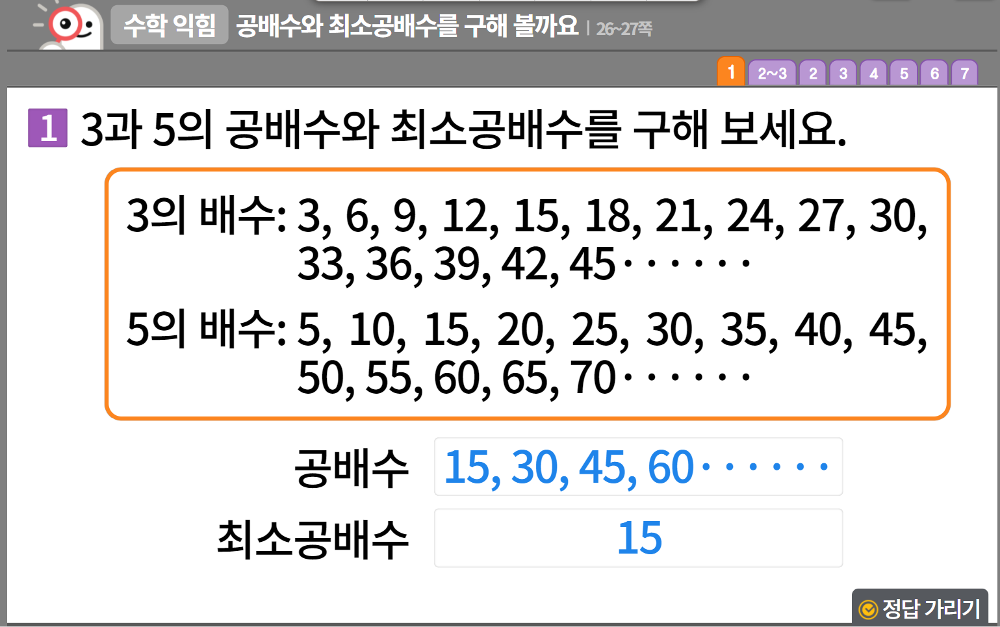 수학 익힘 공배수와 최소공배수를 구해 볼까요 | 26~27쪽
1 2~3 2 3 4 5 6 7
1 3과 5의 공배수와 최소공배수를 구해 보세요.
3의 배수: 3, 6, 9, 12, 15, 18, 21, 24, 27, 30,
33, 36, 39, 42, 45······
5의 배수: 5, 10, 15, 20, 25, 30, 35, 40, 45,
50, 55, 60, 65, 70······
공배수 15, 30, 45, 60······
최소공배수 15
정답 가리기